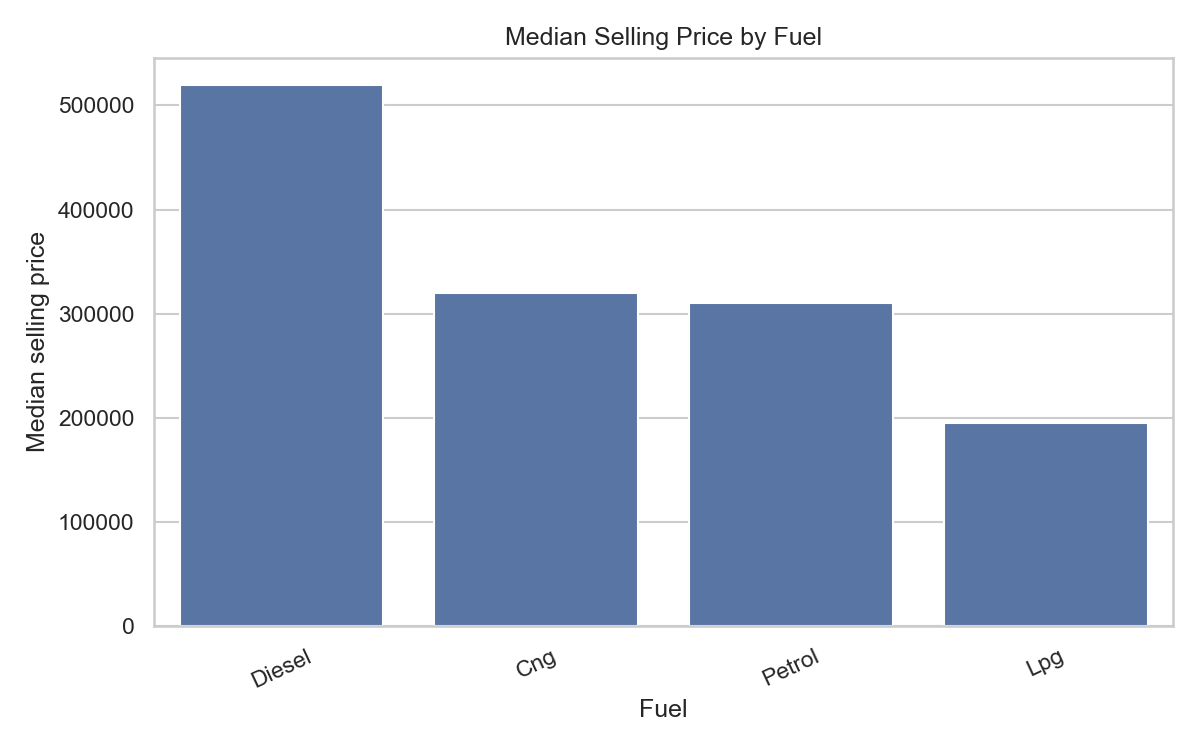 Median Selling Price by Fuel
Median selling price
500000
400000
300000
200000
100000
0
Diesel
Cng
Petrol
Lpg
Fuel